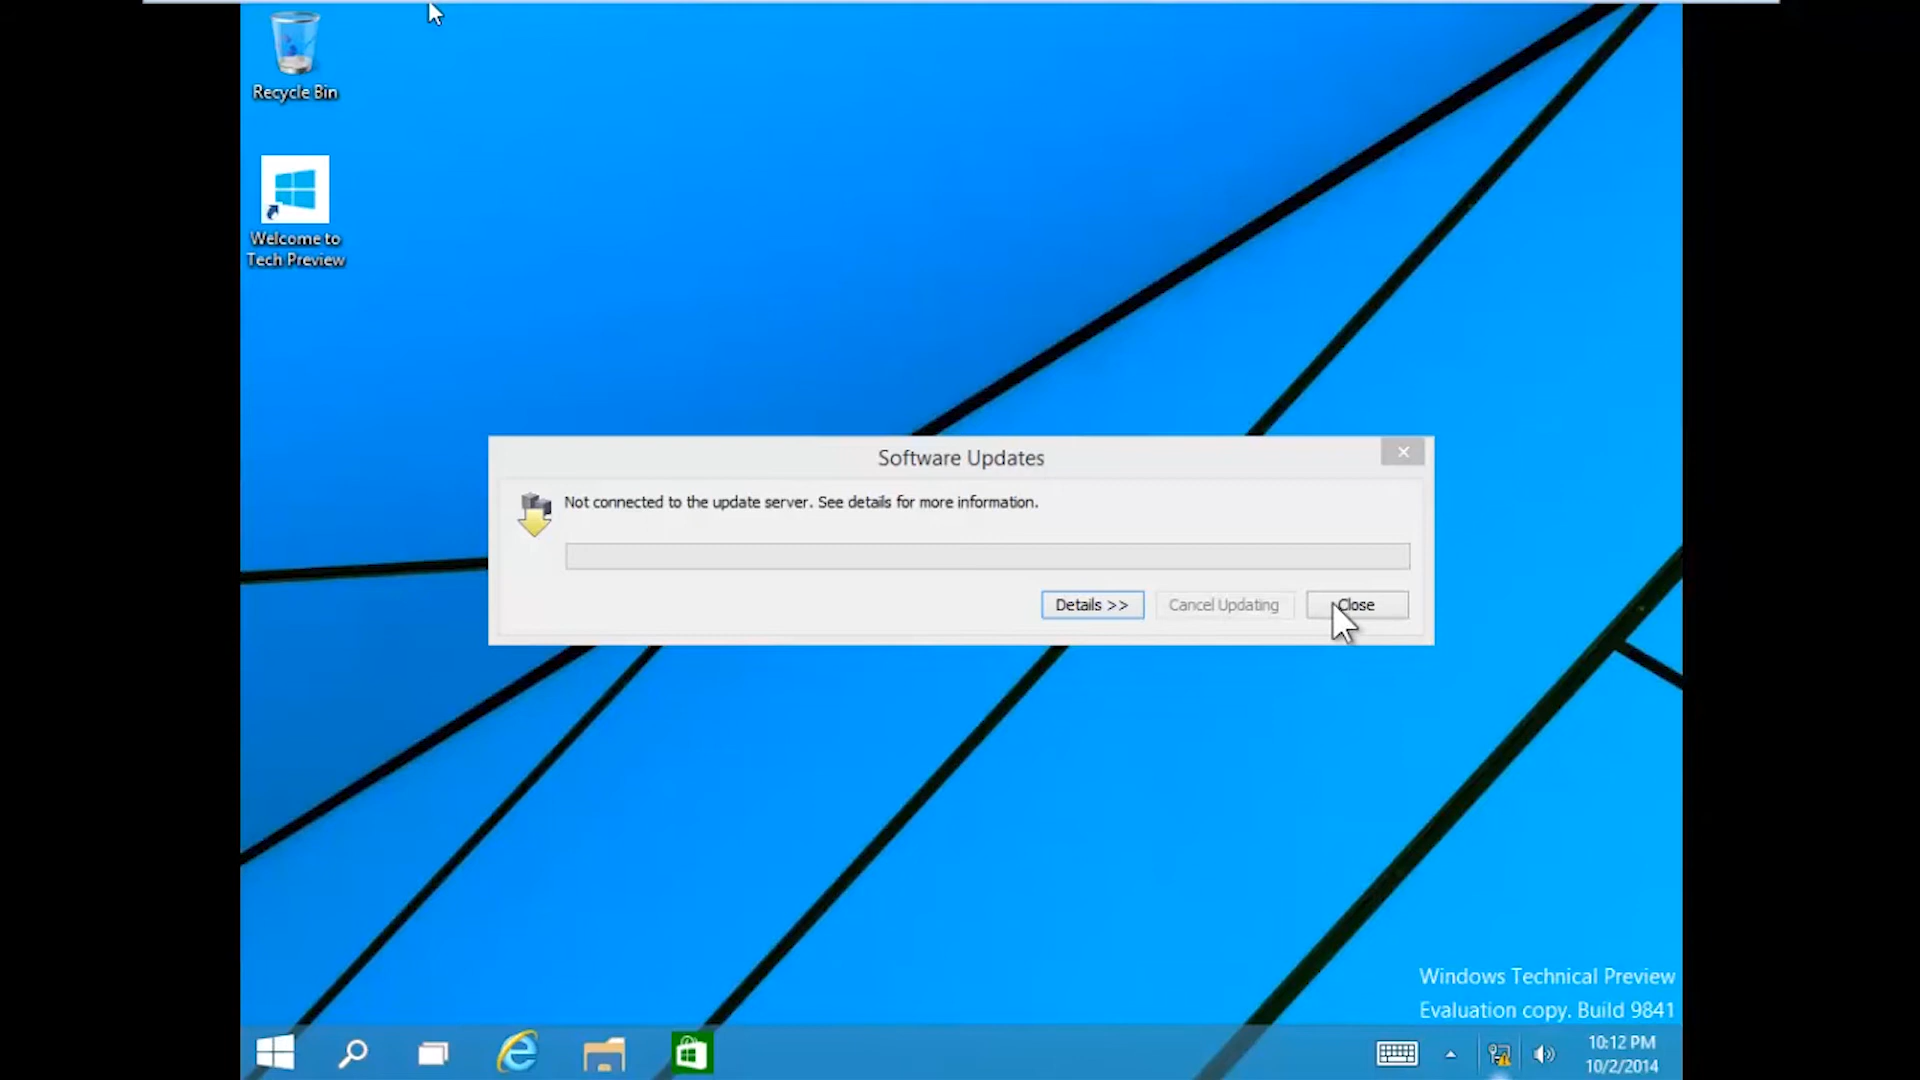 Recycle Bin
Welcome to
Tech Preview
Software Updates
Not connected to the update server. See details for more information.
Details >>
Cancel Updating
Close
Windows Technical Preview
Evaluation copy. Build 9841
10:12 PM
10/2/2014